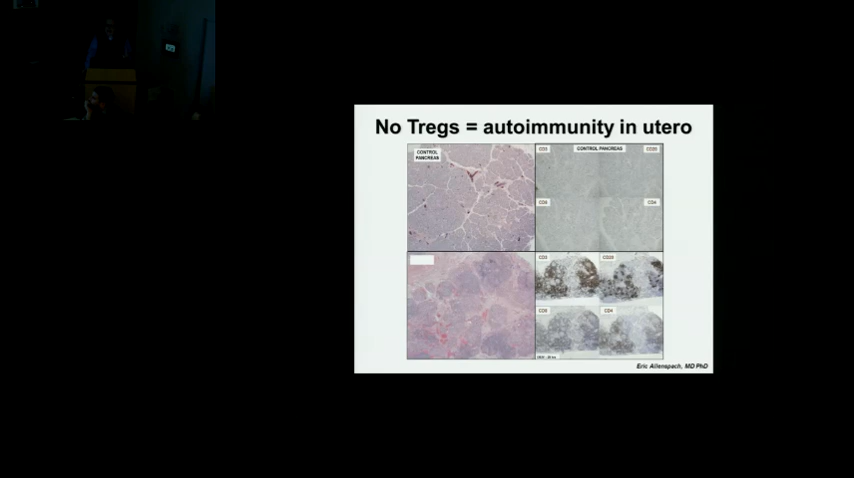 No Tregs = autoimmunity in utero
CONTROL
PANCREAS
CD3
CONTROL PANCREAS
CD20
CD8
CD4
CD3
CD20
CD8
CD4
Eric Allenspach, MD PhD